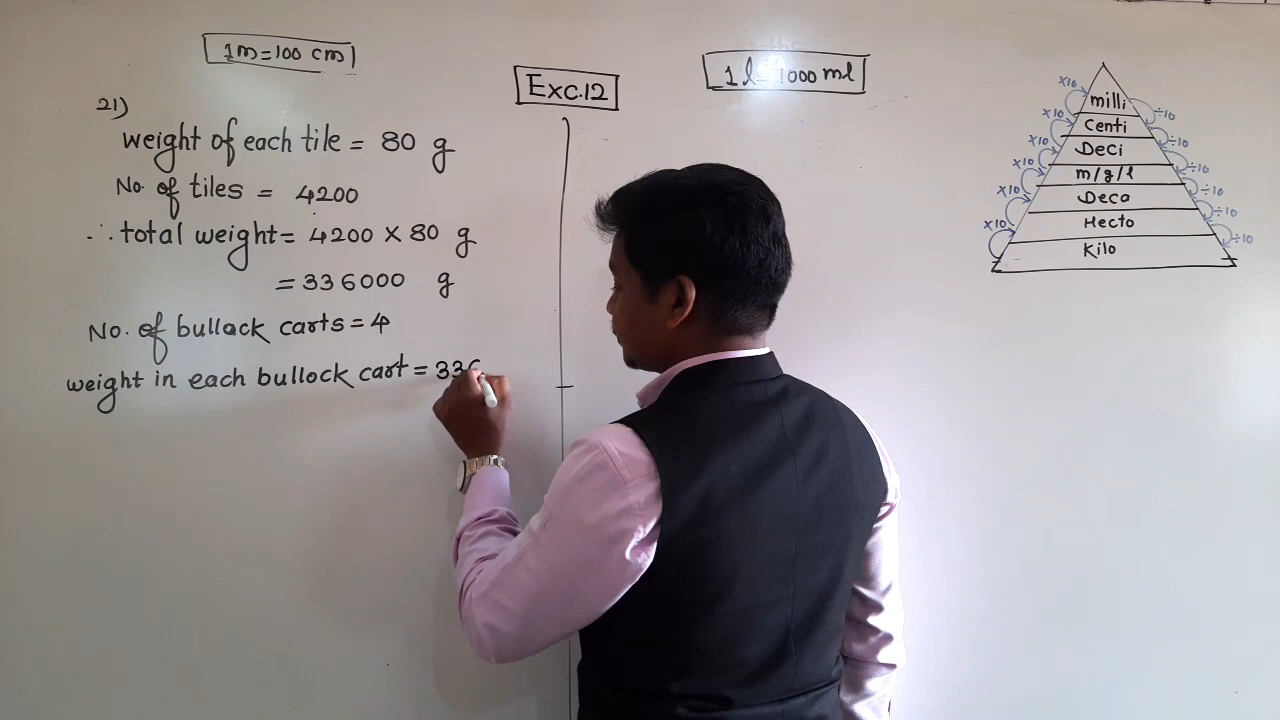 1m=100 cm
Exc.12
1 l 1000 ml
21)
weight of each tile = 80 g
No. of tiles = 4200
∴ total weight = 4200 × 80 g
= 336000 g
No. of bullack carts = 4
weight in each bullock cart = 336
milli
Centi
Deci
m/g/l
Deca
Hecto
Kilo
×10
×10
×10
×10
×10
×10
÷10
÷10
÷10
÷10
÷10
÷10